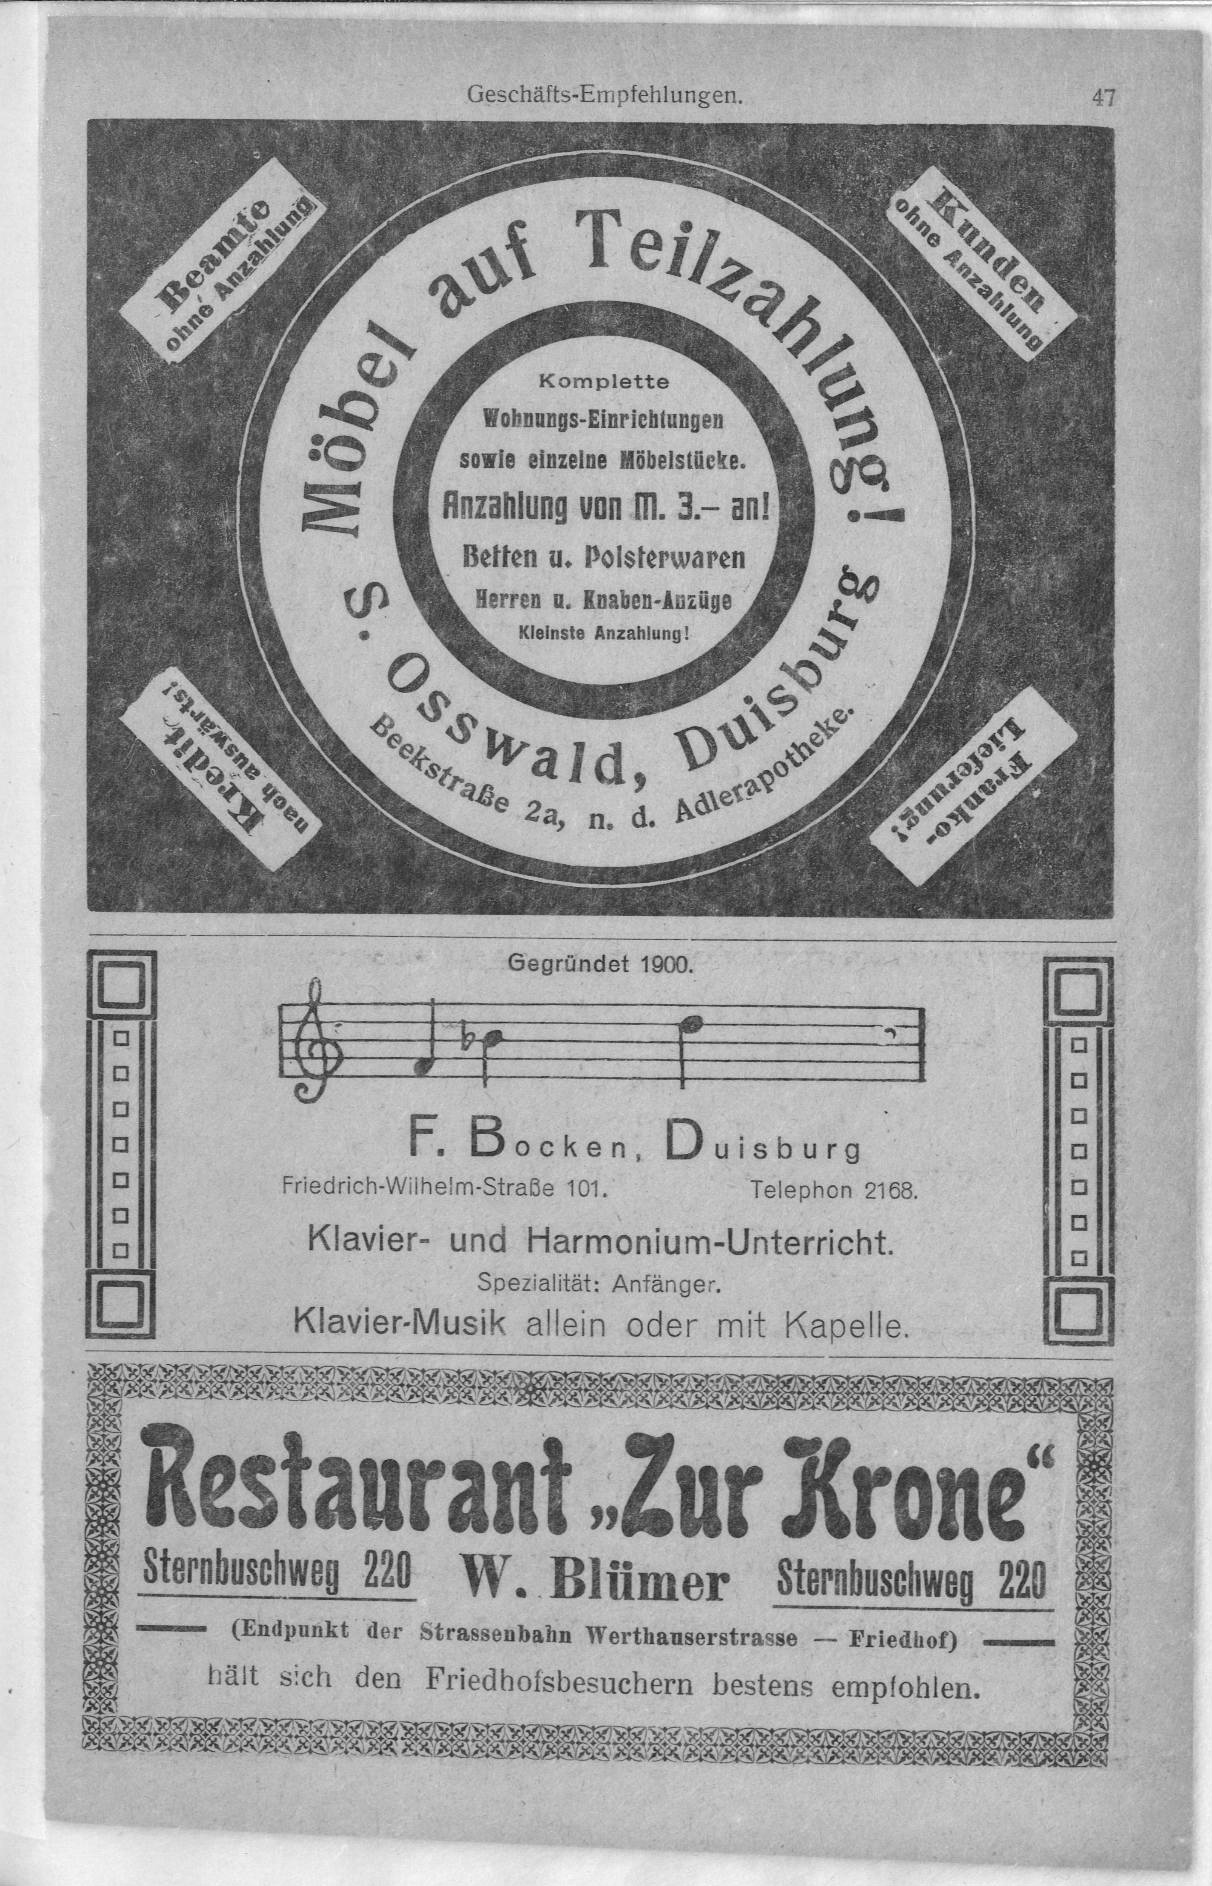 Geschäfts-Empfehlungen.
47
Beamte
ohne Anzahlung
Kunden
ohne Anzahlung
Möbel auf Teilzahlung!
Komplette
Wohnungs-Einrichtungen
sowie einzelne Möbelstücke.
Anzahlung von M. 3.— an!
Betten u. Polsterwaren
Herren u. Knaben-Anzüge
Kleinste Anzahlung!
S. Osswald, Duisburg
Beekstraße 2a, n. d. Adlerapotheke.
Kredit
nach auswärts!
Franko-
Lieferung!
Gegründet 1900.
F. Bocken, Duisburg
Friedrich-Wilhelm-Straße 101. Telephon 2168.
Klavier- und Harmonium-Unterricht.
Spezialität: Anfänger.
Klavier-Musik allein oder mit Kapelle.
Restaurant „Zur Krone“
Sternbuschweg 220 W. Blümer Sternbuschweg 220
(Endpunkt der Strassenbahn Werthauserstrasse — Friedhof)
hält sich den Friedhofsbesuchern bestens empfohlen.